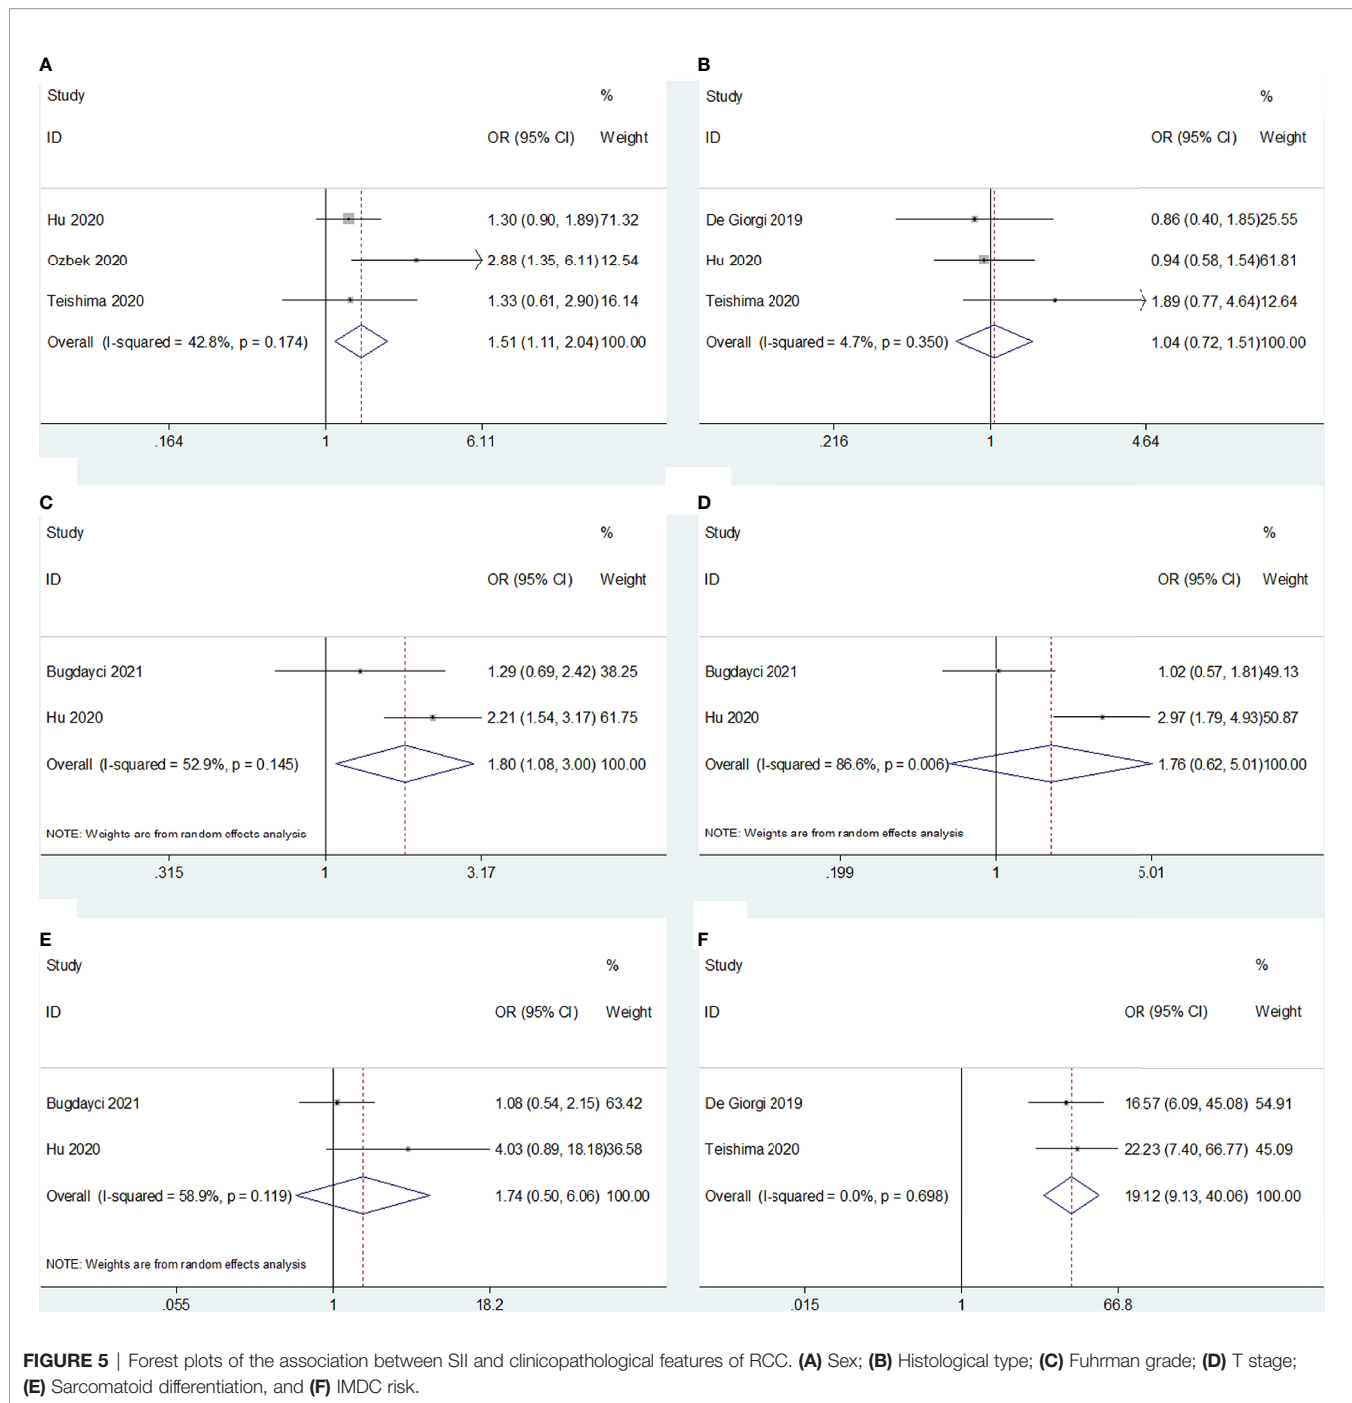 A
Study %
ID OR (95% CI) Weight
Hu 2020 1.30 (0.90, 1.89) 71.32
Ozbek 2020 2.88 (1.35, 6.11) 12.54
Teishima 2020 1.33 (0.61, 2.90) 16.14
Overall (I-squared = 42.8%, p = 0.174) 1.51 (1.11, 2.04) 100.00
.164 1 6.11
B
Study %
ID OR (95% CI) Weight
De Giorgi 2019 0.86 (0.40, 1.85) 25.55
Hu 2020 0.94 (0.58, 1.54) 61.81
Teishima 2020 1.89 (0.77, 4.64) 12.64
Overall (I-squared = 4.7%, p = 0.350) 1.04 (0.72, 1.51) 100.00
.216 1 4.64
C
Study %
ID OR (95% CI) Weight
Bugdayci 2021 1.29 (0.69, 2.42) 38.25
Hu 2020 2.21 (1.54, 3.17) 61.75
Overall (I-squared = 52.9%, p = 0.145) 1.80 (1.08, 3.00) 100.00
NOTE: Weights are from random effects analysis
.315 1 3.17
D
Study %
ID OR (95% CI) Weight
Bugdayci 2021 1.02 (0.57, 1.81) 49.13
Hu 2020 2.97 (1.79, 4.93) 50.87
Overall (I-squared = 86.6%, p = 0.006) 1.76 (0.62, 5.01) 100.00
NOTE: Weights are from random effects analysis
.199 1 5.01
E
Study %
ID OR (95% CI) Weight
Bugdayci 2021 1.08 (0.54, 2.15) 63.42
Hu 2020 4.03 (0.89, 18.18) 36.58
Overall (I-squared = 58.9%, p = 0.119) 1.74 (0.50, 6.06) 100.00
NOTE: Weights are from random effects analysis
.055 1 18.2
F
Study %
ID OR (95% CI) Weight
De Giorgi 2019 16.57 (6.09, 45.08) 54.91
Teishima 2020 22.23 (7.40, 66.77) 45.09
Overall (I-squared = 0.0%, p = 0.698) 19.12 (9.13, 40.06) 100.00
.015 1 66.8
FIGURE 5 | Forest plots of the association between SII and clinicopathological features of RCC. (A) Sex; (B) Histological type; (C) Fuhrman grade; (D) T stage;
(E) Sarcomatoid differentiation, and (F) IMDC risk.